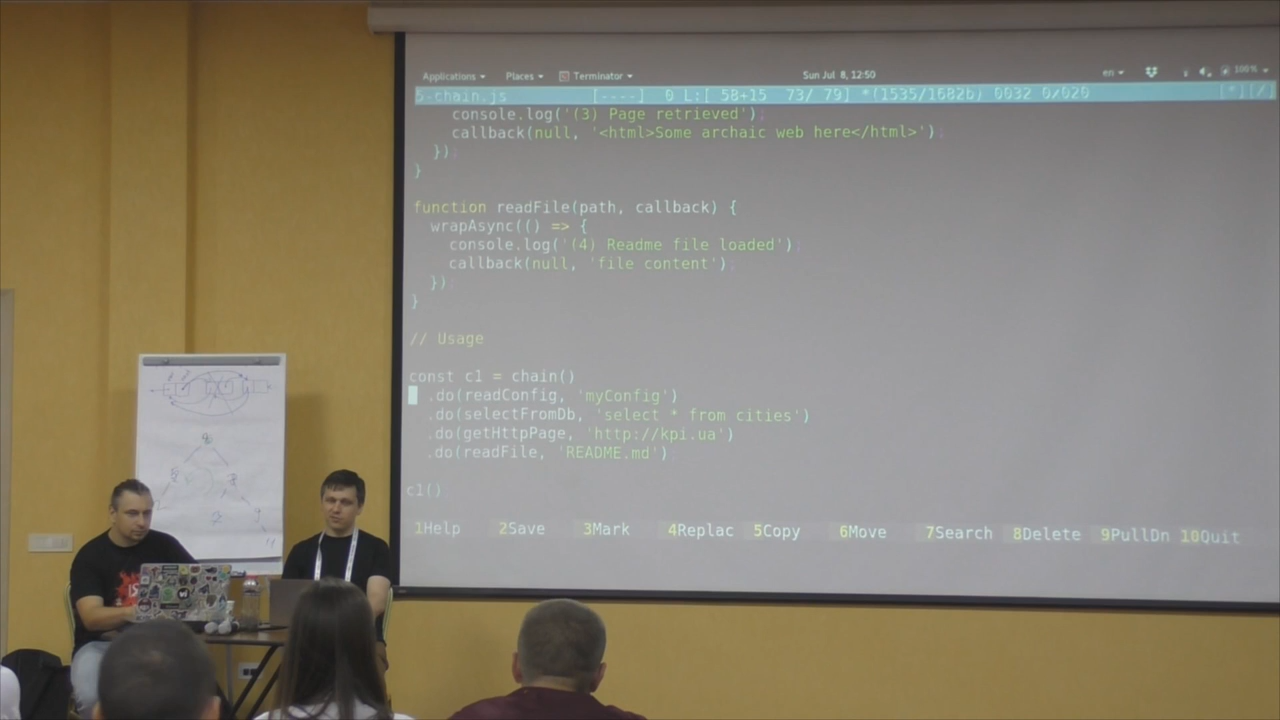 Applications Places Terminator Sun Jul 8, 12:50 en 100%
5-chain.js [----] 0 L:[ 58+15 73/ 79] *(1535/1682b) 0032 0x020 [*][/]
console.log('(3) Page retrieved');
callback(null, '<html>Some archaic web here</html>');
});
}
function readFile(path, callback) {
wrapAsync(() => {
console.log('(4) Readme file loaded');
callback(null, 'file content');
});
}
// Usage
const c1 = chain()
.do(readConfig, 'myConfig')
.do(selectFromDb, 'select * from cities')
.do(getHttpPage, 'http://kpi.ua')
.do(readFile, 'README.md');
c1()
1Help 2Save 3Mark 4Replac 5Copy 6Move 7Search 8Delete 9PullDn 10Quit